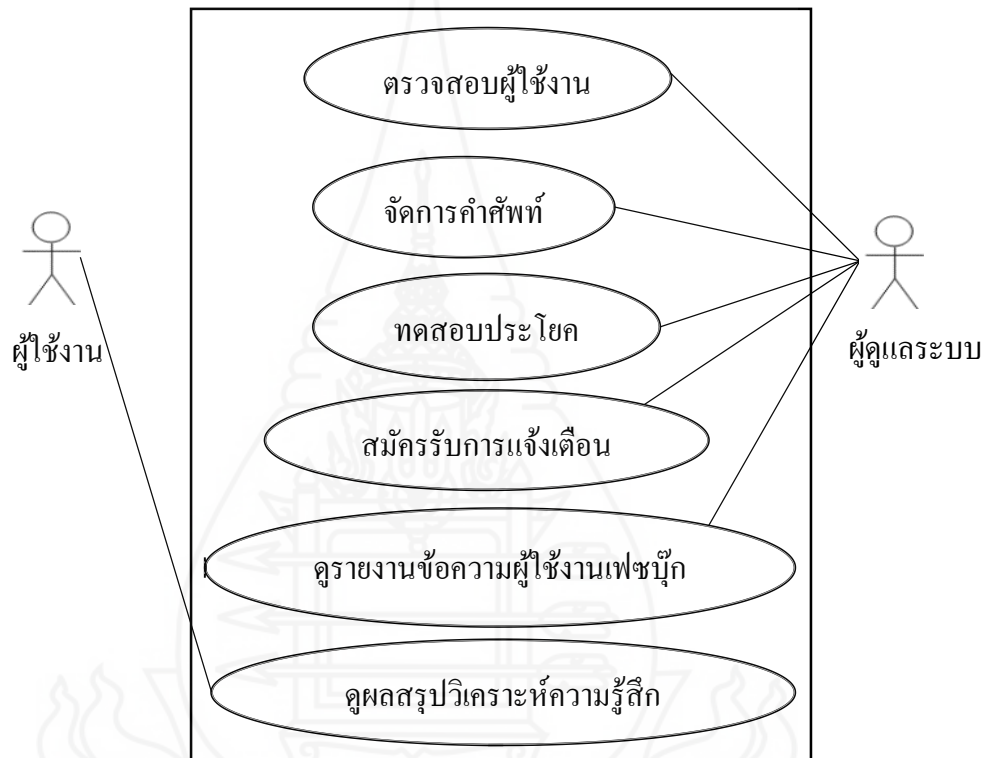 ตรวจสอบผู้ใช้งาน
จัดการคำศัพท์
ทดสอบประโยค
ผู้ใช้งาน
ผู้ดูแลระบบ
สมัครรับการแจ้งเตือน
ดูรายงานข้อความผู้ใช้งานเฟซบุ๊ก
ดูผลสรุปวิเคราะห์ความรู้สึก